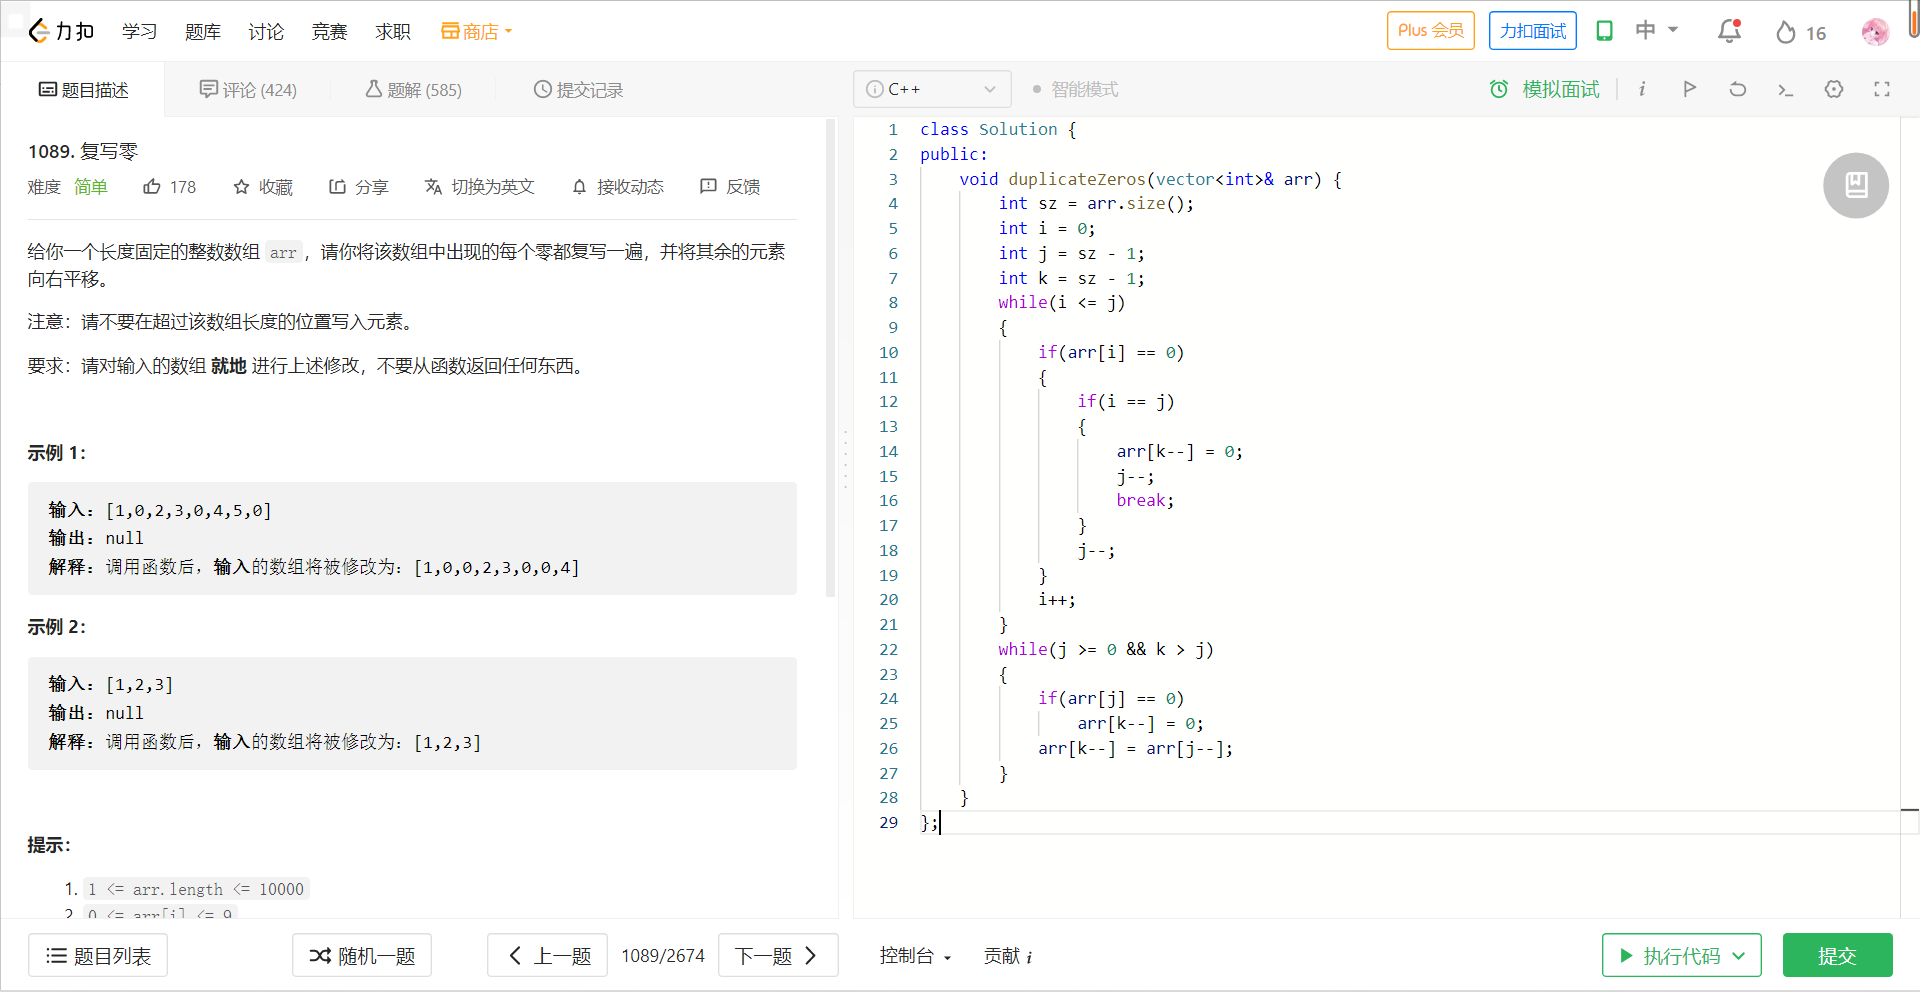 力扣 学习 题库 讨论 竞赛 求职 商店 Plus 会员 力扣面试 中 16
题目描述 评论 (424) 题解 (585) 提交记录
1089. 复写零
难度 简单 178 收藏 分享 切换为英文 接收动态 反馈
给你一个长度固定的整数数组 arr，请你将该数组中出现的每个零都复写一遍，并将其余的元素
向右平移。
注意：请不要在超过该数组长度的位置写入元素。
要求：请对输入的数组 就地 进行上述修改，不要从函数返回任何东西。
示例 1：
输入：[1,0,2,3,0,4,5,0]
输出：null
解释：调用函数后，输入的数组将被修改为：[1,0,0,2,3,0,0,4]
示例 2：
输入：[1,2,3]
输出：null
解释：调用函数后，输入的数组将被修改为：[1,2,3]
提示：
1. 1 <= arr.length <= 10000
2. 0 <= arr[i] <= 9
C++ 智能模式 模拟面试 i
1 class Solution {
2 public:
3     void duplicateZeros(vector<int>& arr) {
4         int sz = arr.size();
5         int i = 0;
6         int j = sz - 1;
7         int k = sz - 1;
8         while(i <= j)
9         {
10             if(arr[i] == 0)
11             {
12                 if(i == j)
13                 {
14                     arr[k--] = 0;
15                     j--;
16                     break;
17                 }
18                 j--;
19             }
20             i++;
21         }
22         while(j >= 0 && k > j)
23         {
24             if(arr[j] == 0)
25                 arr[k--] = 0;
26             arr[k--] = arr[j--];
27         }
28     }
29 };
题目列表 随机一题 上一题 1089/2674 下一题 控制台 贡献 i 执行代码 提交